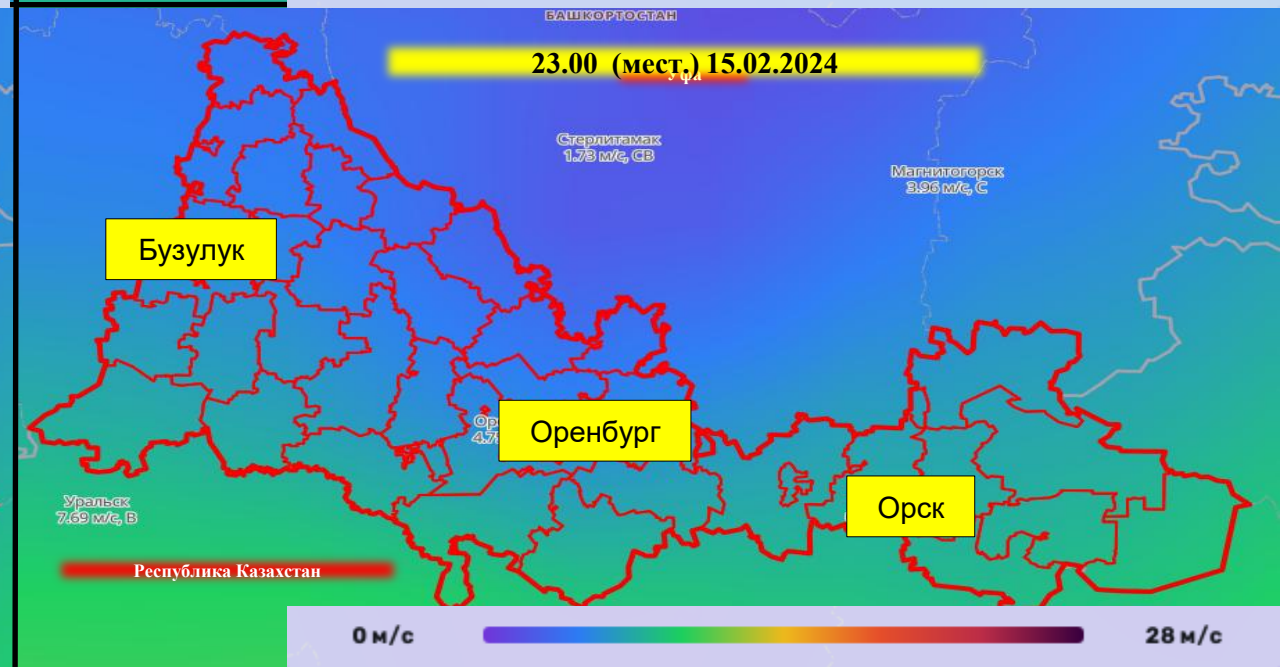 БАШКОРТОСТАН
23.00 (мест.) 15.02.2024
Уфа
Стерлитамак
1.73 м/с, СВ
Магнитогорск
3.96 м/с, С
Бузулук
Оренбург
Орск
Уральск
7.69 м/с, В
Республика Казахстан
0 м/с
28 м/с